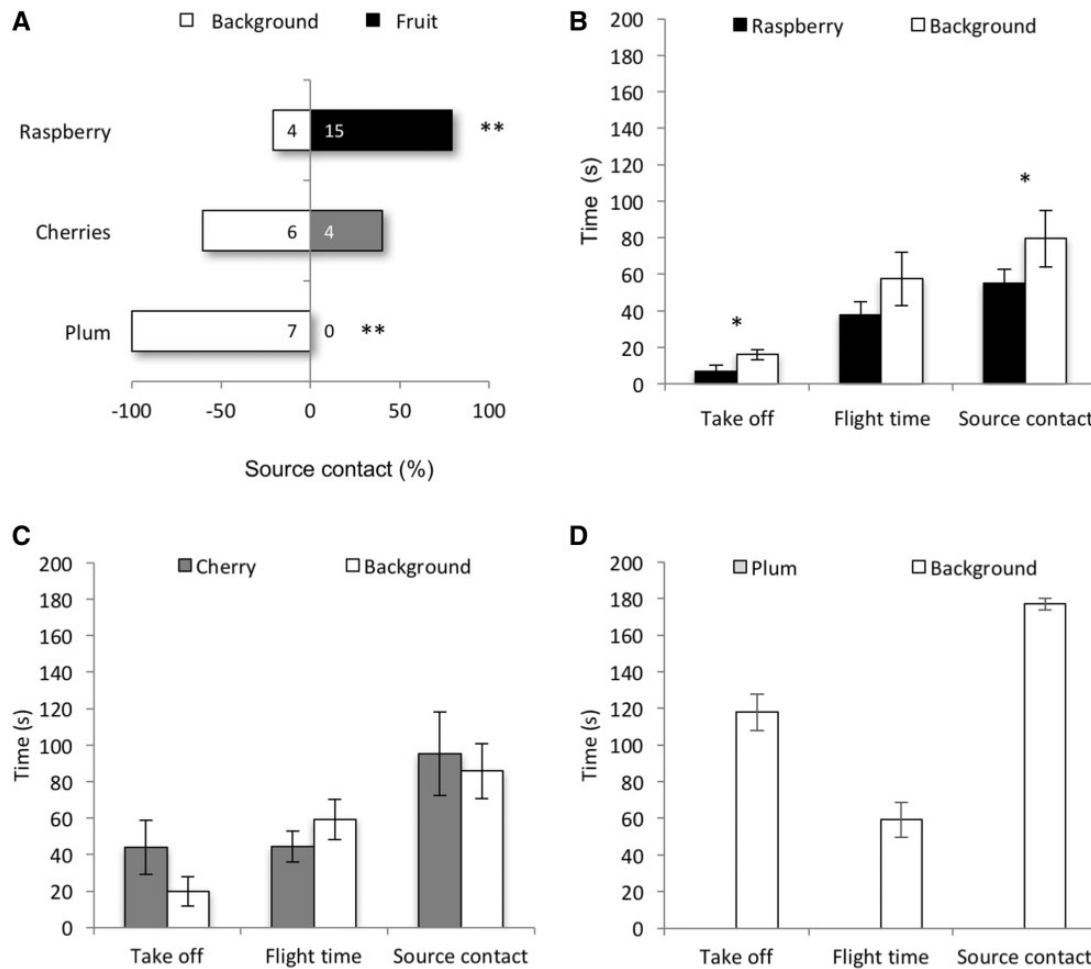 A
Background Fruit
Raspberry 4 15 **
Cherries 6 4
Plum 7 0 **
-100 -50 0 50 100
Source contact (%)
B
Raspberry Background
200
180
160
140
120
100
80
60
40
20
0
Time (s)
*
*
Take off Flight time Source contact
C
Cherry Background
200
180
160
140
120
100
80
60
40
20
0
Time (s)
Take off Flight time Source contact
D
Plum Background
200
180
160
140
120
100
80
60
40
20
0
Time (s)
Take off Flight time Source contact